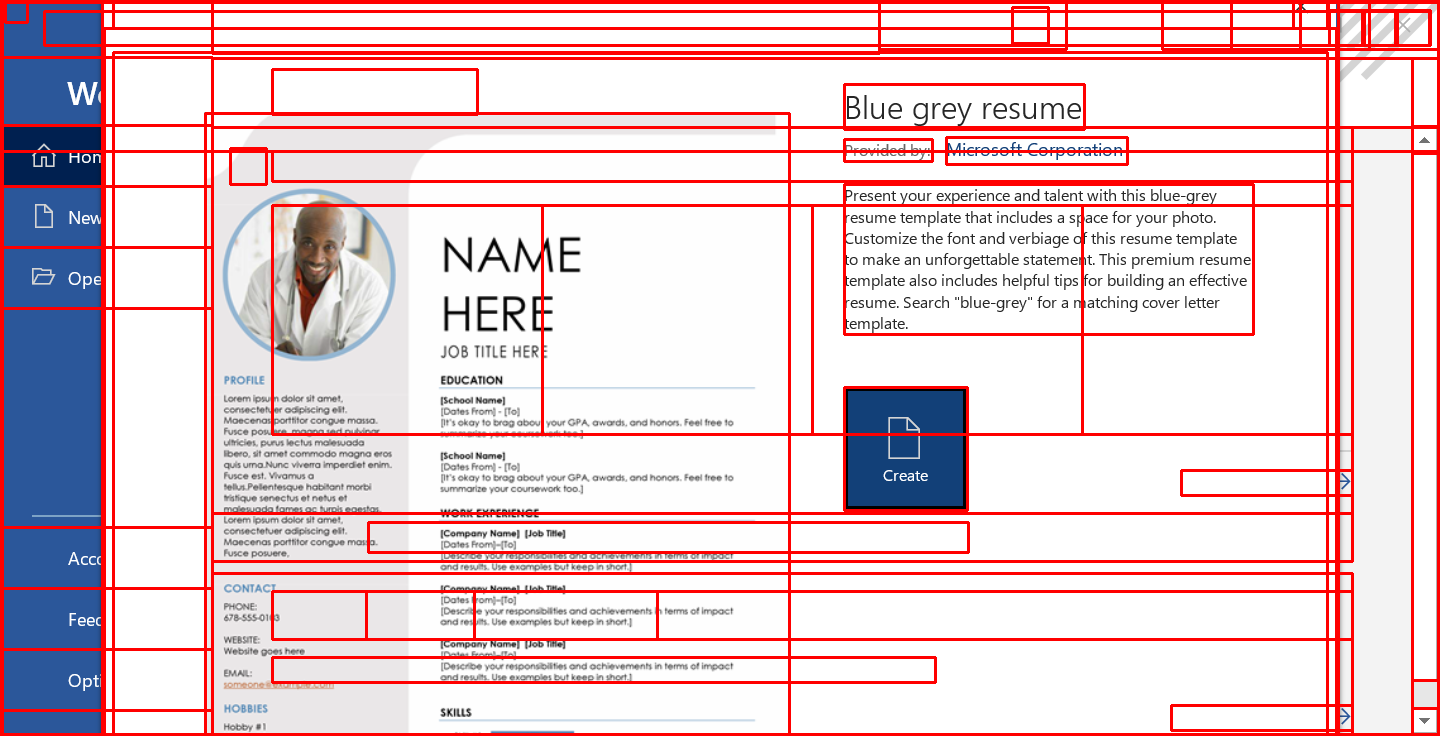 Hom
New
Ope
Acco
Feed
Opti
Blue grey resume
Provided by:
Microsoft Corporation
Present your experience and talent with this blue-grey
resume template that includes a space for your photo.
Customize the font and verbiage of this resume template
to make an unforgettable statement. This premium resume
template also includes helpful tips for building an effective
resume. Search "blue-grey" for a matching cover letter
template.
Create
NAME
HERE
JOB TITLE HERE
PROFILE
Lorem ipsum dolor sit amet,
consectetuer adipiscing elit.
Maecenas porttitor congue massa.
Fusce posuere, magna sed pulvinar
ultricies, purus lectus malesuada
libero, sit amet commodo magna eros
quis urna.Nunc viverra imperdiet enim.
Fusce est. Vivamus a
tellus.Pellentesque habitant morbi
tristique senectus et netus et
malesuada fames ac turpis egestas.
Lorem ipsum dolor sit amet,
consectetuer adipiscing elit.
Maecenas porttitor congue massa.
Fusce posuere,
CONTACT
PHONE:
678-555-0103
WEBSITE:
Website goes here
EMAIL:
someone@example.com
HOBBIES
Hobby #1
EDUCATION
[School Name]
[Dates From] - [To]
[It's okay to brag about your GPA, awards, and honors. Feel free to
summarize your coursework too.]
[School Name]
[Dates From] - [To]
[It's okay to brag about your GPA, awards, and honors. Feel free to
summarize your coursework too.]
WORK EXPERIENCE
[Company Name] [Job Title]
[Dates From]–[To]
[Describe your responsibilities and achievements in terms of impact
and results. Use examples but keep in short.]
[Company Name] [Job Title]
[Dates From]–[To]
[Describe your responsibilities and achievements in terms of impact
and results. Use examples but keep in short.]
[Company Name] [Job Title]
[Dates From]–[To]
[Describe your responsibilities and achievements in terms of impact
and results. Use examples but keep in short.]
SKILLS